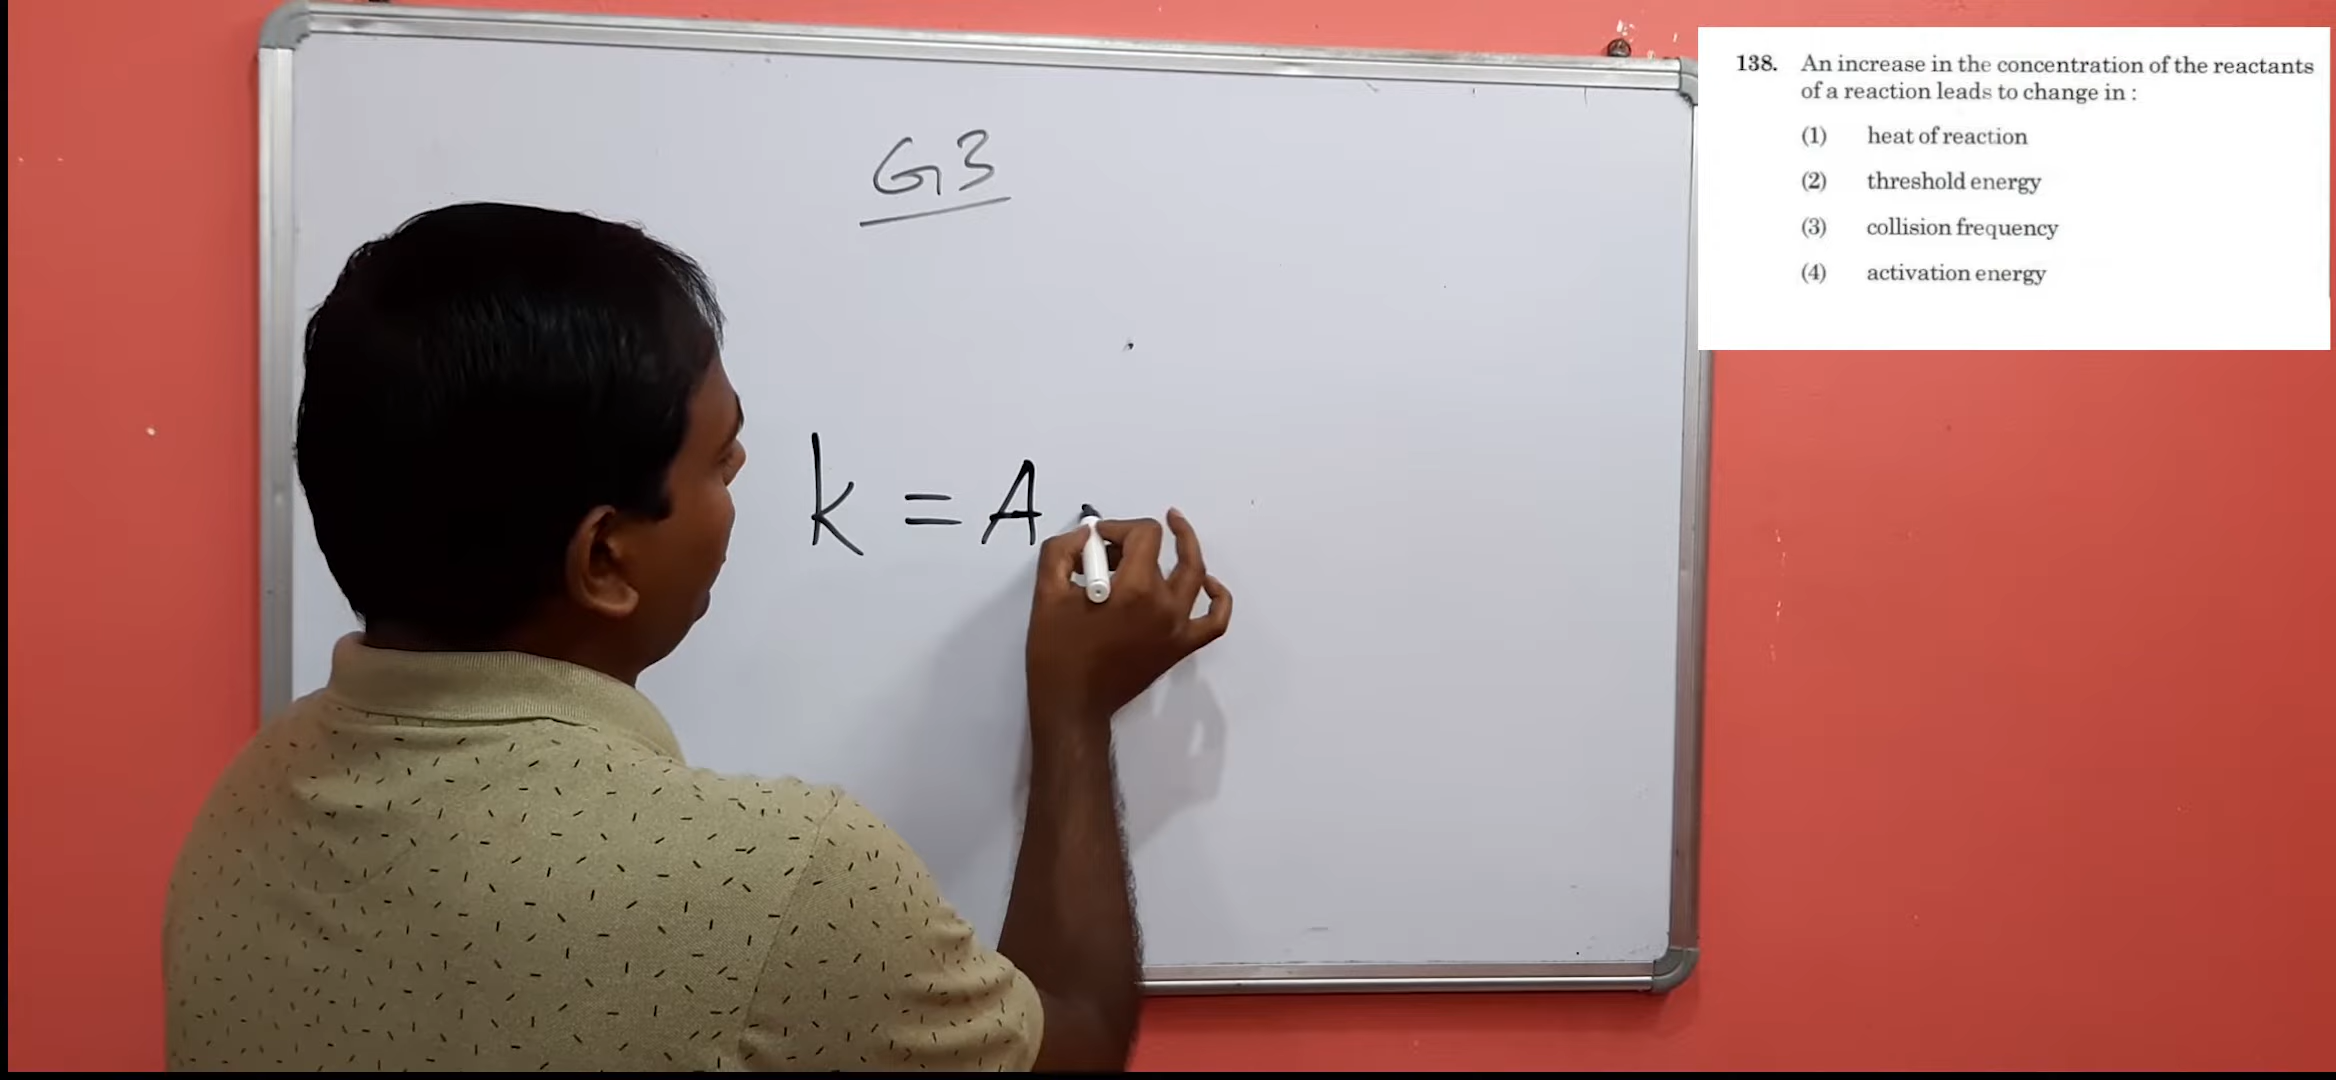 G3
k = A
138. An increase in the concentration of the reactants
of a reaction leads to change in :
(1) heat of reaction
(2) threshold energy
(3) collision frequency
(4) activation energy